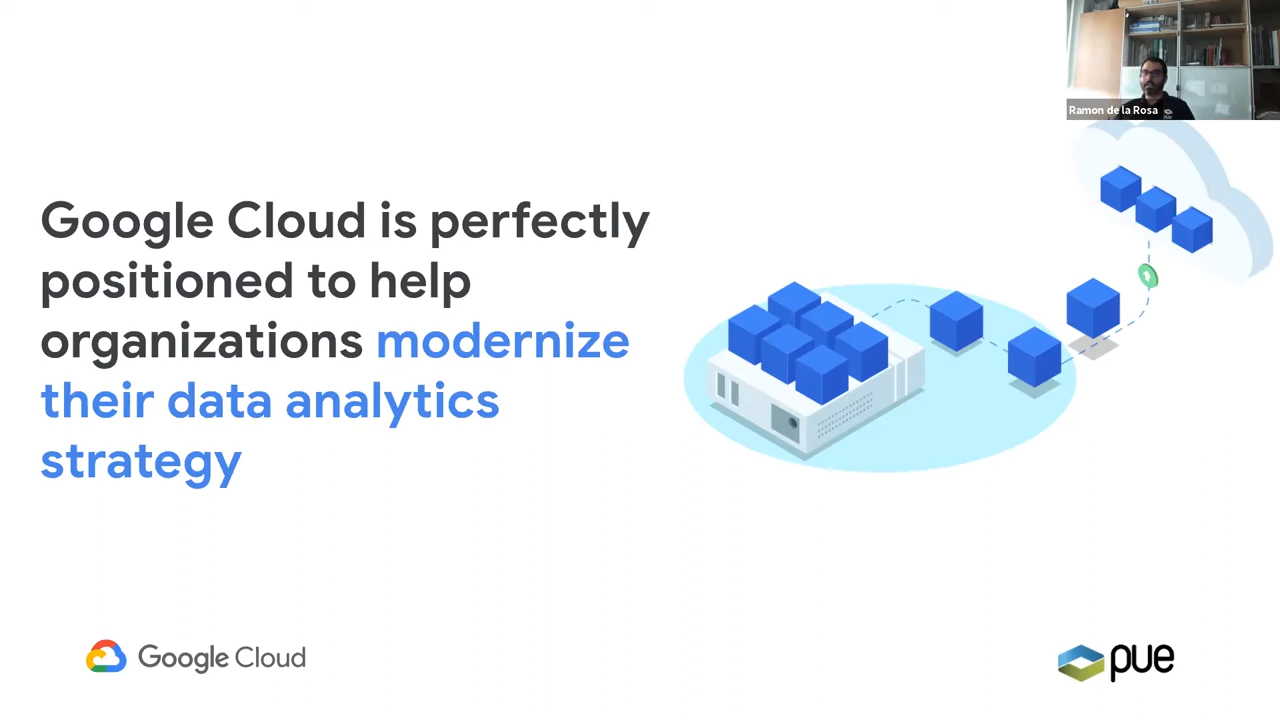 Ramon de la Rosa
Google Cloud is perfectly
positioned to help
organizations modernize
their data analytics
strategy
Google Cloud
pue